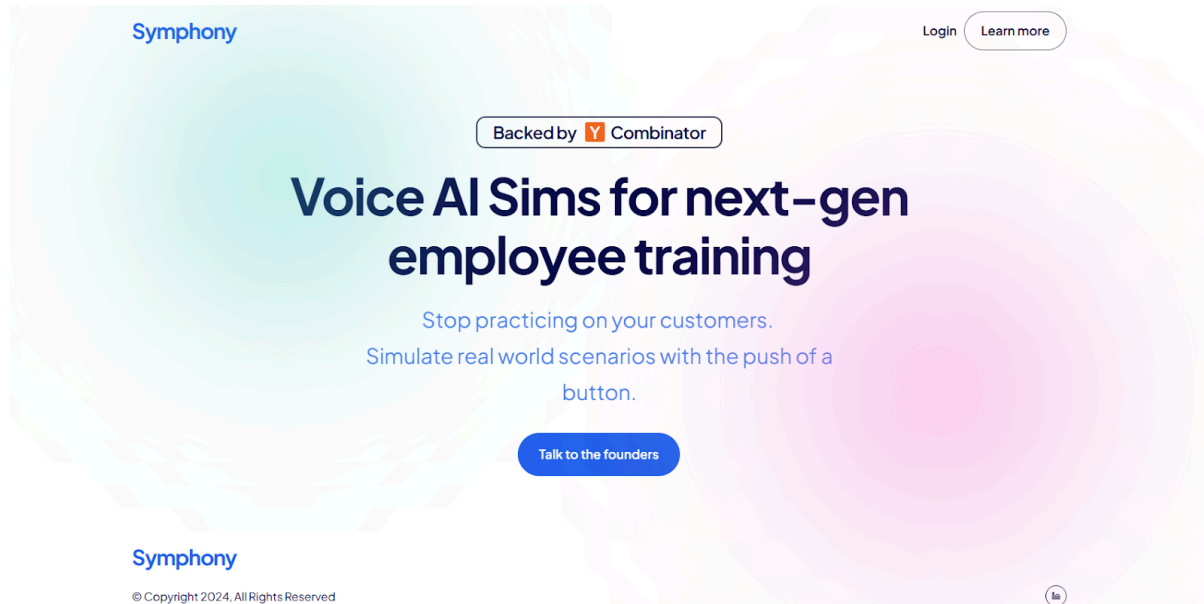 Symphony
Login
Learn more
Backed by Y Combinator
Voice AI Sims for next-gen
employee training
Stop practicing on your customers.
Simulate real world scenarios with the push of a
button.
Talk to the founders
Symphony
© Copyright 2024, All Rights Reserved
in